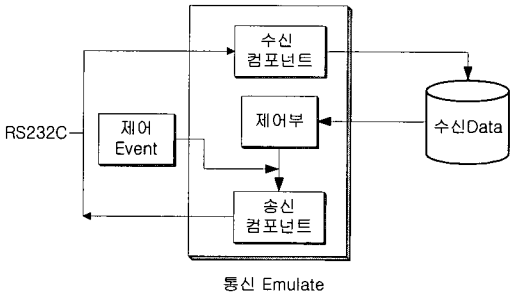 수신
컴포넌트
RS232C
제어
Event
제어부
수신Data
송신
컴포넌트
통신 Emulate